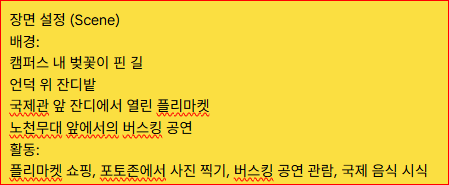 장면 설정 (Scene)
배경:
캠퍼스 내 벚꽃이 핀 길
언덕 위 잔디밭
국제관 앞 잔디에서 열린 플리마켓
노천무대 앞에서의 버스킹 공연
활동:
플리마켓 쇼핑, 포토존에서 사진 찍기, 버스킹 공연 관람, 국제 음식 시식